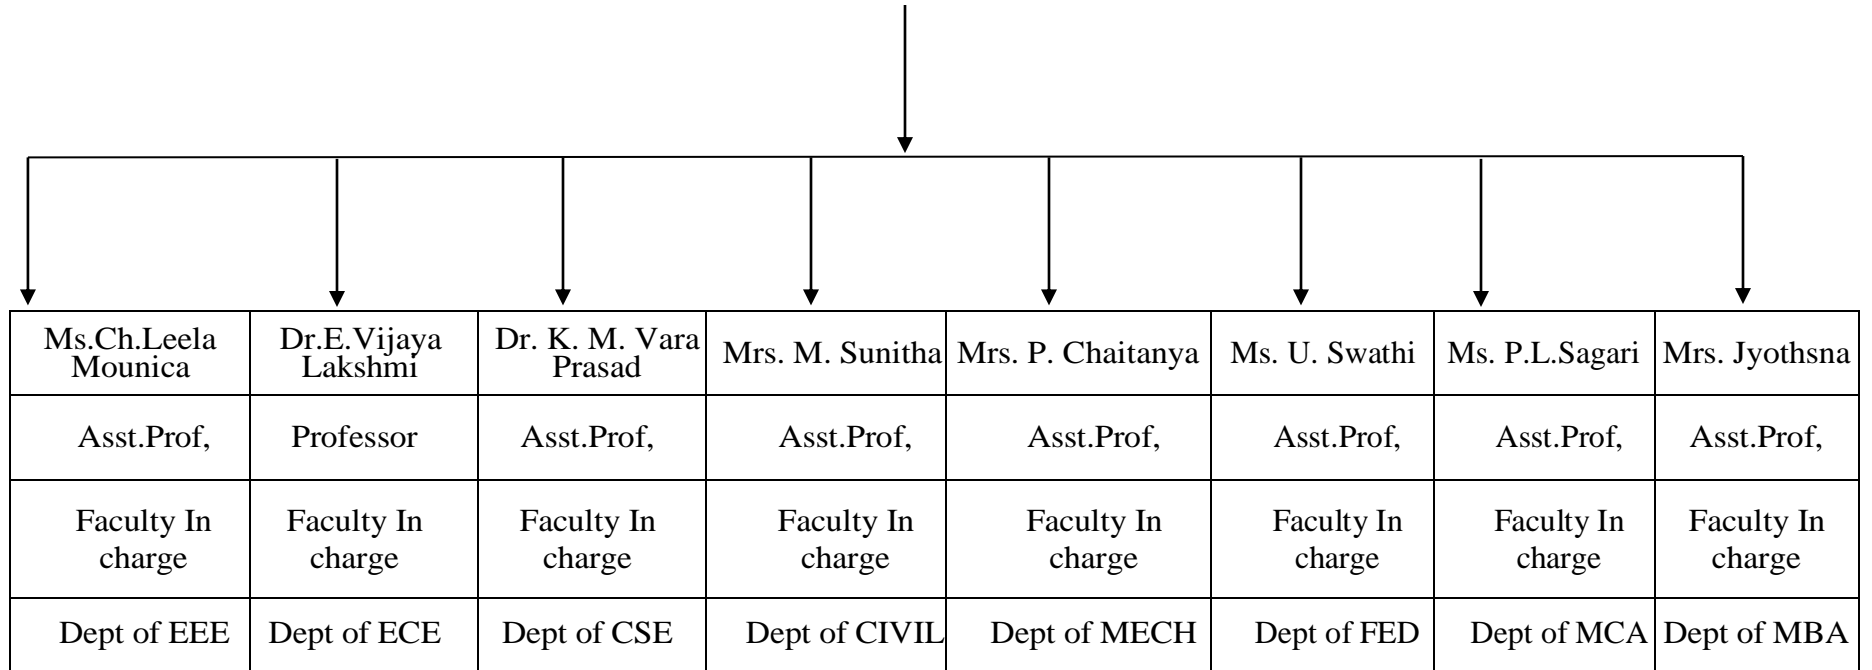 Ms.Ch.Leela
Mounica
Dr.E.Vijaya
Lakshmi
Dr. K. M. Vara
Prasad
Mrs. M. Sunitha
Mrs. P. Chaitanya
Ms. U. Swathi
Ms. P.L.Sagari
Mrs. Jyothsna
Asst.Prof,
Professor
Asst.Prof,
Asst.Prof,
Asst.Prof,
Asst.Prof,
Asst.Prof,
Asst.Prof,
Faculty In
charge
Faculty In
charge
Faculty In
charge
Faculty In
charge
Faculty In
charge
Faculty In
charge
Faculty In
charge
Faculty In
charge
Dept of EEE
Dept of ECE
Dept of CSE
Dept of CIVIL
Dept of MECH
Dept of FED
Dept of MCA
Dept of MBA